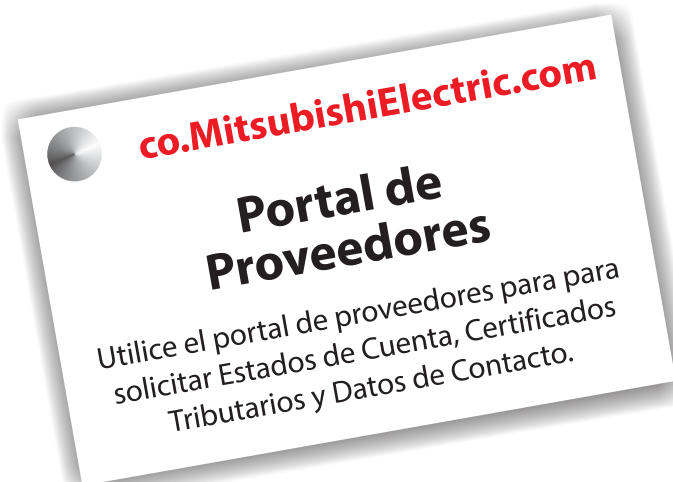 co.MitsubishiElectric.com
Portal de
Proveedores
Utilice el portal de proveedores para para
solicitar Estados de Cuenta, Certificados
Tributarios y Datos de Contacto.